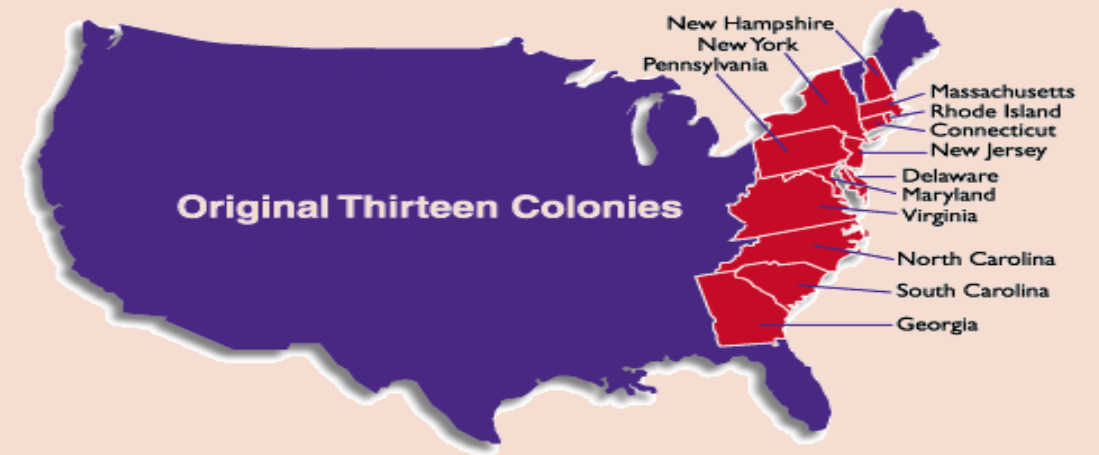 New Hampshire
New York
Pennsylvania
Massachusetts
Rhode Island
Connecticut
New Jersey
Delaware
Maryland
Original Thirteen Colonies
Virginia
North Carolina
South Carolina
Georgia